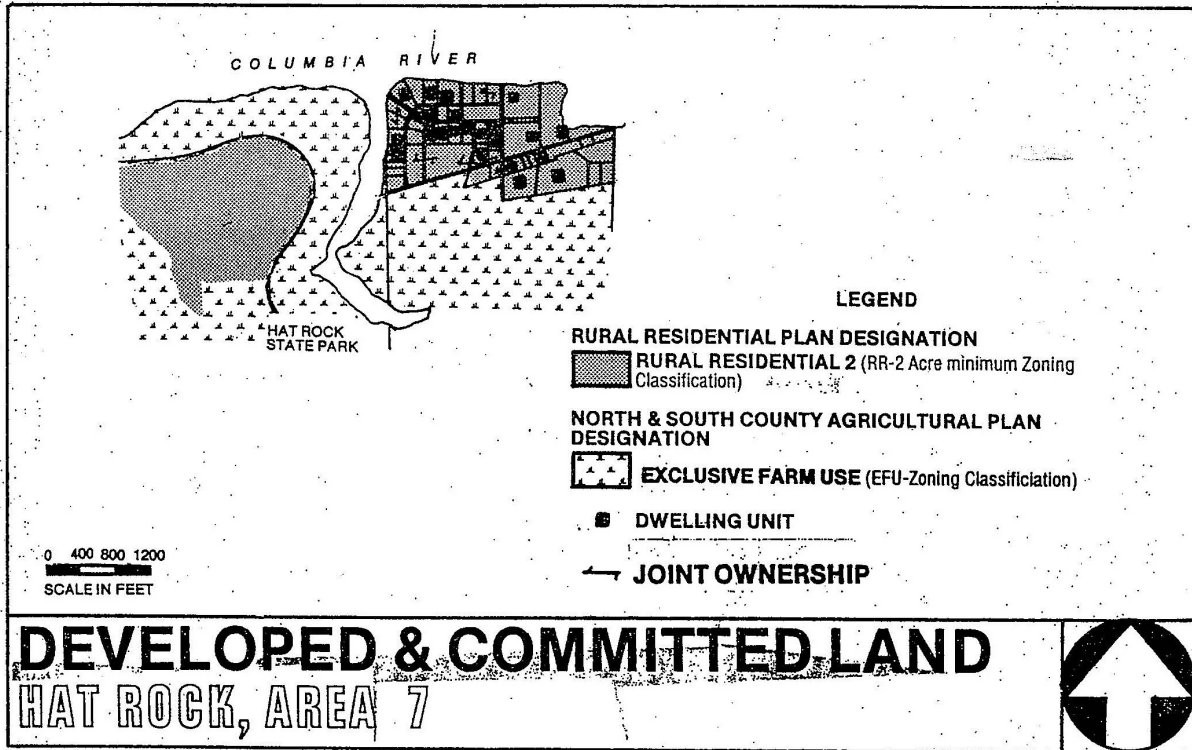 COLUMBIA RIVER
HAT ROCK
STATE PARK
LEGEND
RURAL RESIDENTIAL PLAN DESIGNATION
RURAL RESIDENTIAL 2 (RR-2 Acre minimum Zoning
Classification)
NORTH & SOUTH COUNTY AGRICULTURAL PLAN
DESIGNATION
EXCLUSIVE FARM USE (EFU-Zoning Classificiation)
DWELLING UNIT
JOINT OWNERSHIP
0 400 800 1200
SCALE IN FEET
DEVELOPED & COMMITTED LAND
HAT ROCK, AREA 7